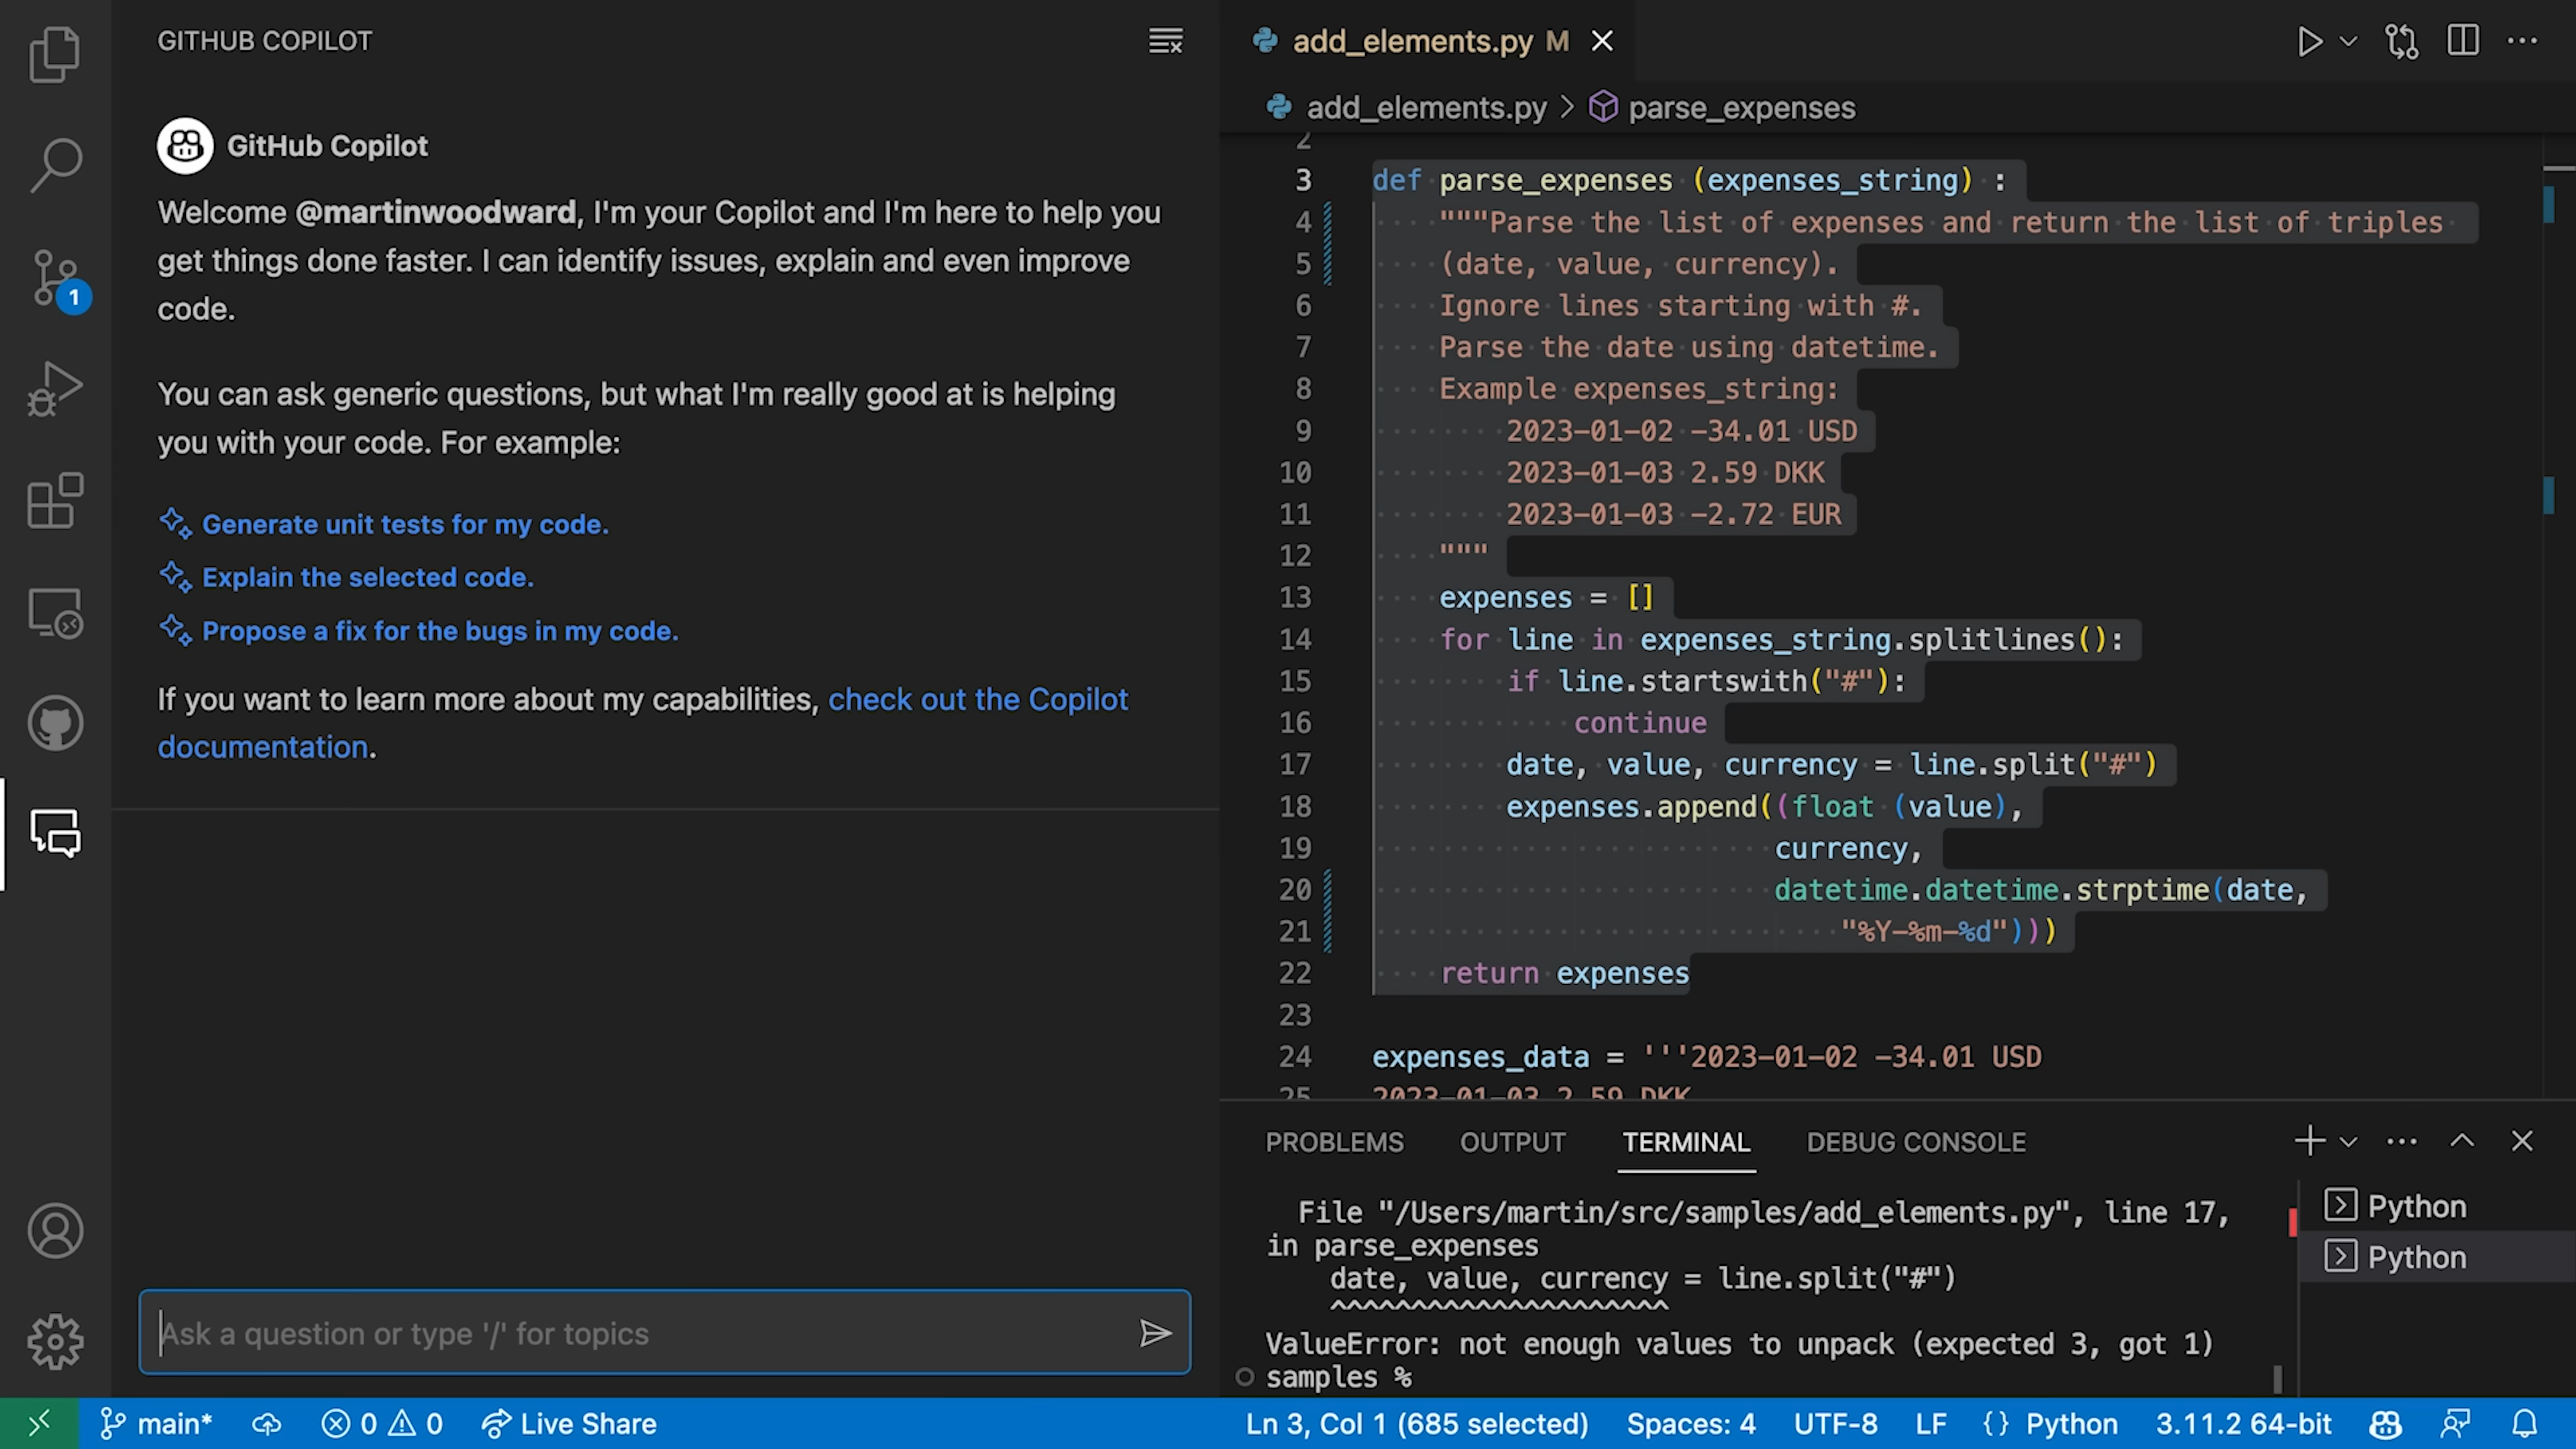 GITHUB COPILOT
GitHub Copilot
Welcome @martinwoodward, I'm your Copilot and I'm here to help you
get things done faster. I can identify issues, explain and even improve
code.
You can ask generic questions, but what I'm really good at is helping
you with your code. For example:
Generate unit tests for my code.
Explain the selected code.
Propose a fix for the bugs in my code.
If you want to learn more about my capabilities, check out the Copilot
documentation.
1
Ask a question or type '/' for topics
add_elements.py M
add_elements.py > parse_expenses
2
3 def parse_expenses (expenses_string) :
4 """Parse the list of expenses and return the list of triples
5 (date, value, currency).
6 Ignore lines starting with #.
7 Parse the date using datetime.
8 Example expenses_string:
9 2023-01-02 -34.01 USD
10 2023-01-03 2.59 DKK
11 2023-01-03 -2.72 EUR
12 """
13 expenses = []
14 for line in expenses_string.splitlines():
15 if line.startswith("#"):
16 continue
17 date, value, currency = line.split("#")
18 expenses.append((float (value),
19 currency,
20 datetime.datetime.strptime(date,
21 "%Y-%m-%d")))
22 return expenses
23
24 expenses_data = '''2023-01-02 -34.01 USD
25 2023-01-03 2.59 DKK
PROBLEMS OUTPUT TERMINAL DEBUG CONSOLE
File "/Users/martin/src/samples/add_elements.py", line 17,
in parse_expenses
date, value, currency = line.split("#")
^^^^^^^^^^^^^^^^^^^^^
ValueError: not enough values to unpack (expected 3, got 1)
samples %
Python
Python
main* 0 0 Live Share Ln 3, Col 1 (685 selected) Spaces: 4 UTF-8 LF {} Python 3.11.2 64-bit